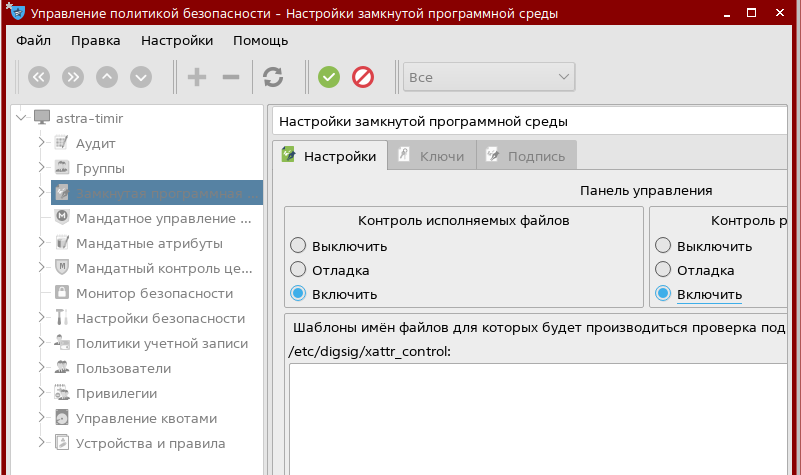 Управление политикой безопасности – Настройки замкнутой программной среды
Файл Правка Настройки Помощь
Все
astra-timir
Аудит
Группы
Замкнутая программная ...
Мандатное управление ...
Мандатные атрибуты
Мандатный контроль це...
Монитор безопасности
Настройки безопасности
Политики учетной записи
Пользователи
Привилегии
Управление квотами
Устройства и правила
Настройки замкнутой программной среды
Настройки Ключи Подпись
Панель управления
Контроль исполняемых файлов
Выключить
Отладка
Включить
Контроль р
Выключить
Отладка
Включить
Шаблоны имён файлов для которых будет производиться проверка под
/etc/digsig/xattr_control: